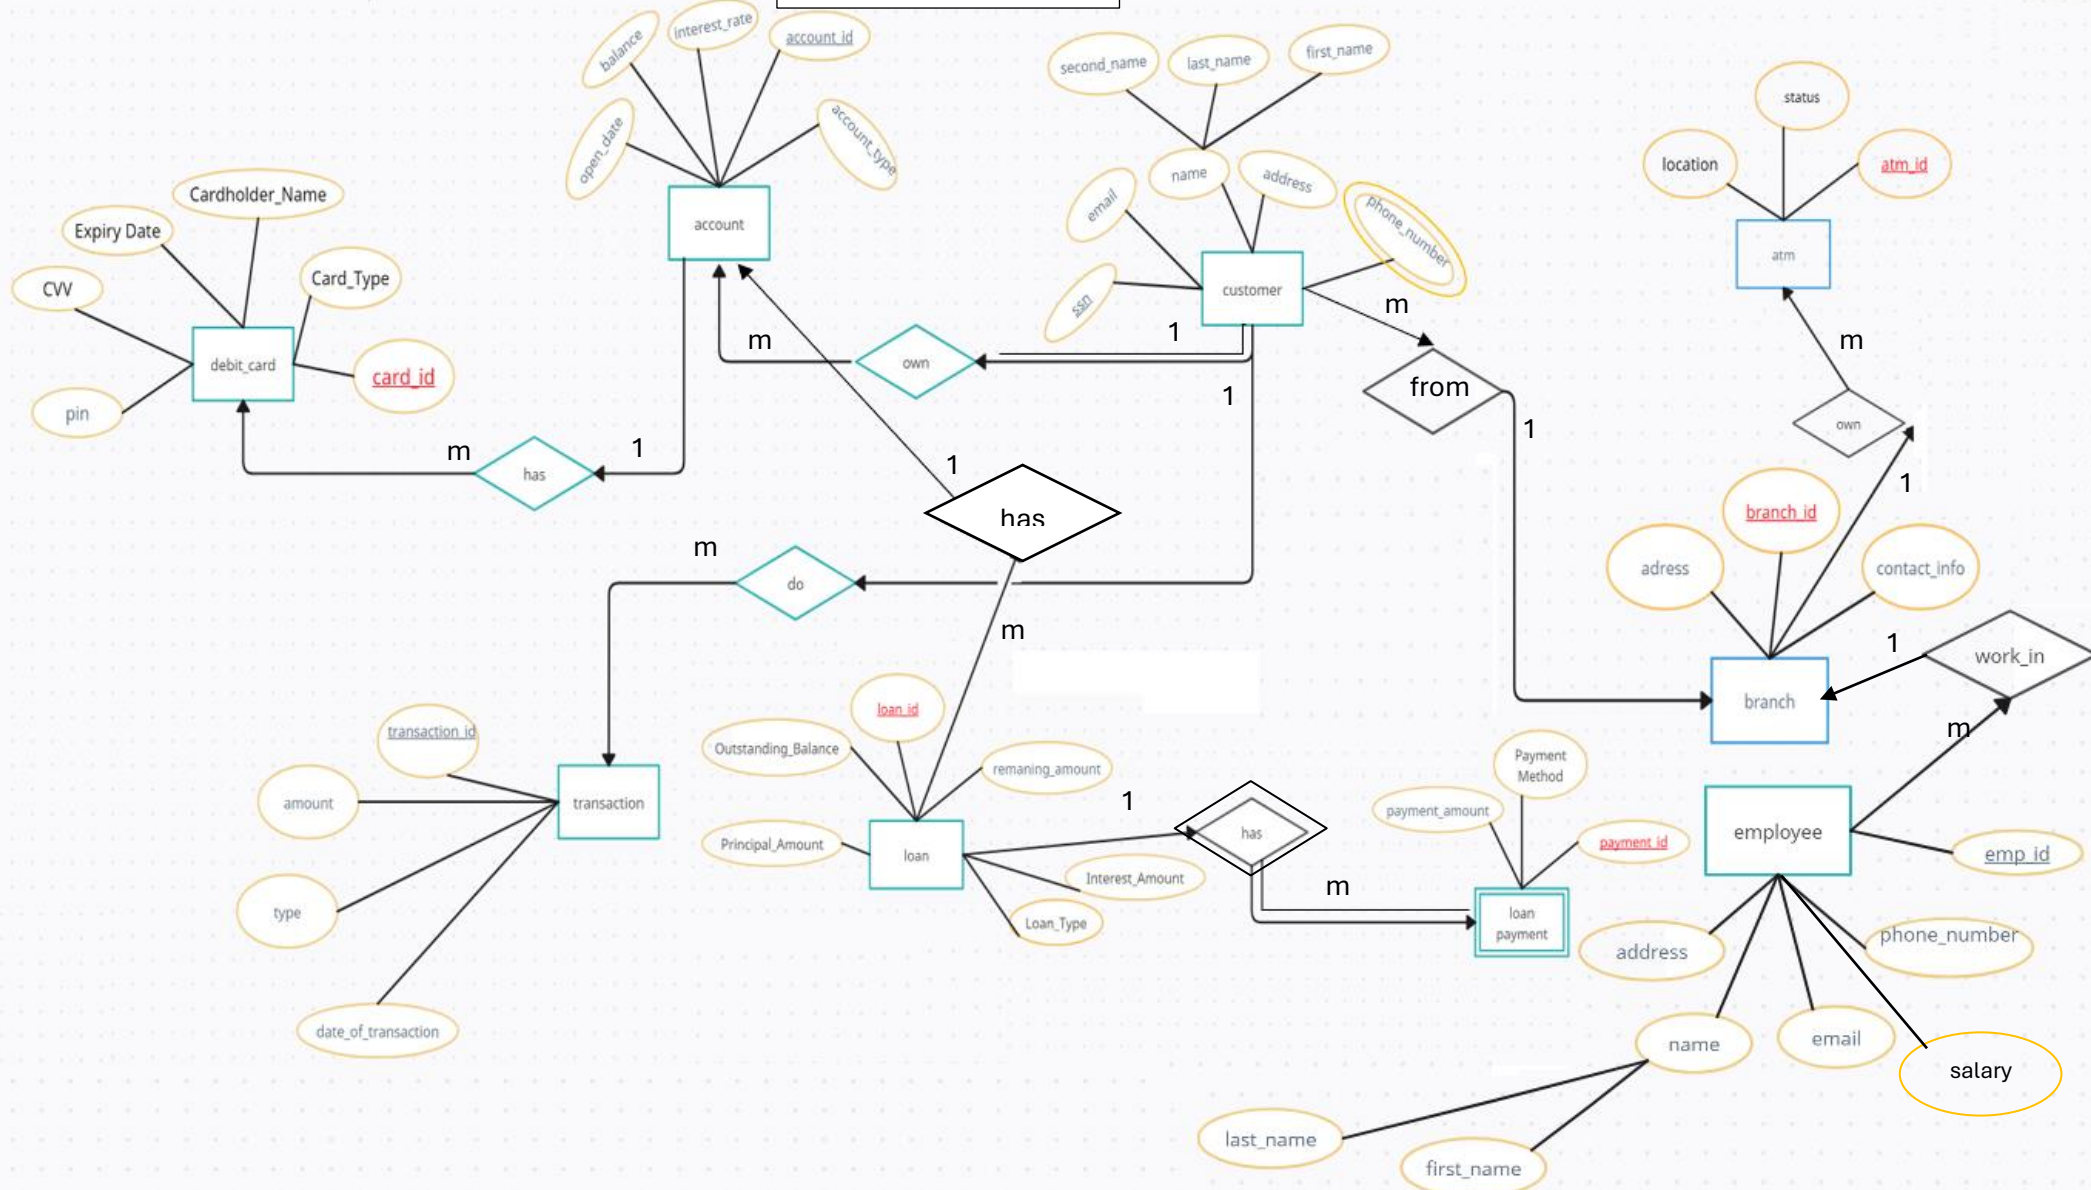 balance
interest_rate
account_id
open_date
account_type
account
second_name
last_name
first_name
name
address
email
phone_number
ssn
customer
status
location
atm_id
atm
Cardholder_Name
Expiry Date
CVV
Card_Type
debit_card
card_id
pin
m
own
1
m
from
1
m
own
1
m
has
1
1
has
m
1
m
do
branch_id
adress
contact_info
branch
1
work_in
m
transaction_id
amount
type
date_of_transaction
transaction
loan_id
Outstanding_Balance
remaning_amount
Principal_Amount
loan
Interest_Amount
Loan_Type
1
has
m
Payment
Method
payment_amount
payment_id
loan
payment
employee
emp_id
address
phone_number
name
email
salary
last_name
first_name